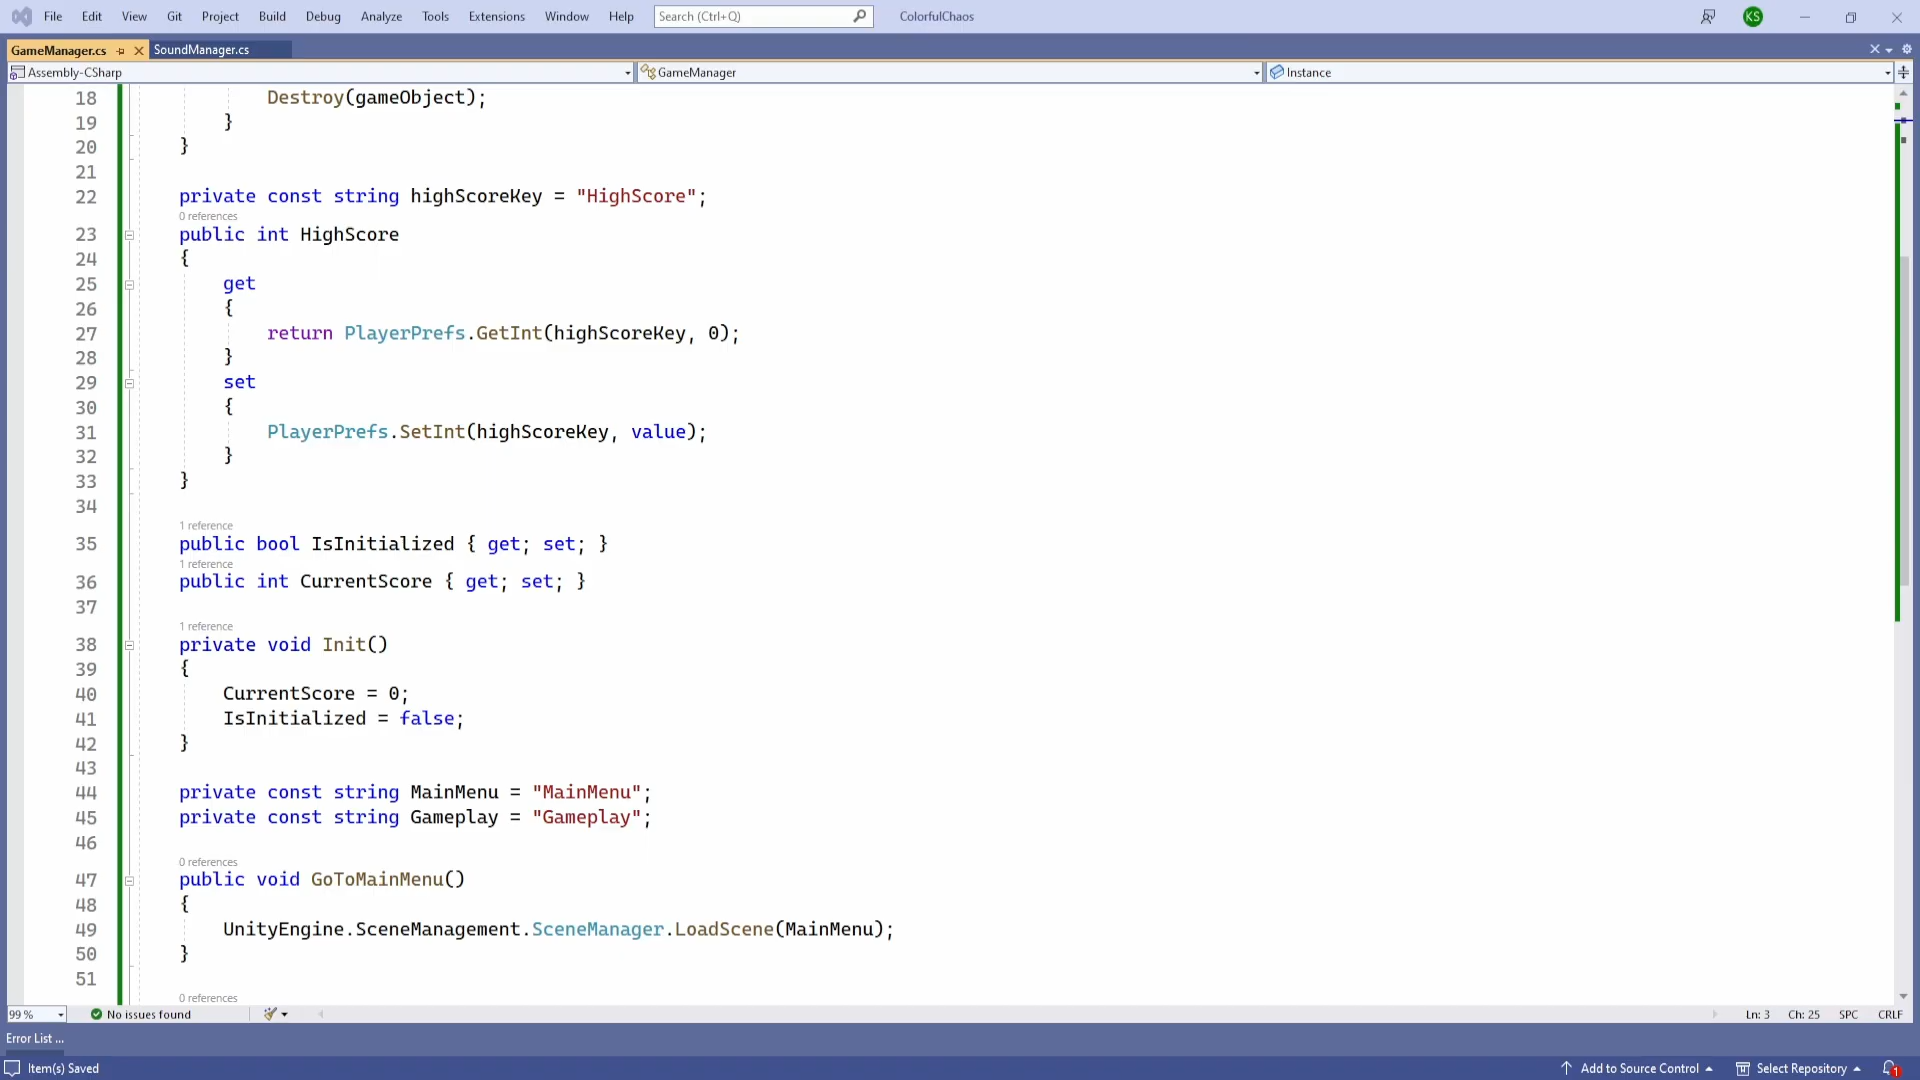 File Edit View Git Project Build Debug Analyze Tools Extensions Window Help Search (Ctrl+Q) ColorfulChaos KS
GameManager.cs SoundManager.cs
Assembly-CSharp GameManager Instance
18 Destroy(gameObject);
19 }
20 }
21
22 private const string highScoreKey = "HighScore";
0 references
23 public int HighScore
24 {
25 get
26 {
27 return PlayerPrefs.GetInt(highScoreKey, 0);
28 }
29 set
30 {
31 PlayerPrefs.SetInt(highScoreKey, value);
32 }
33 }
34
1 reference
35 public bool IsInitialized { get; set; }
1 reference
36 public int CurrentScore { get; set; }
37
1 reference
38 private void Init()
39 {
40 CurrentScore = 0;
41 IsInitialized = false;
42 }
43
44 private const string MainMenu = "MainMenu";
45 private const string Gameplay = "Gameplay";
46
0 references
47 public void GoToMainMenu()
48 {
49 UnityEngine.SceneManagement.SceneManager.LoadScene(MainMenu);
50 }
51
0 references
99 % No issues found Ln: 3 Ch: 25 SPC CRLF
Error List ...
Item(s) Saved Add to Source Control Select Repository 1